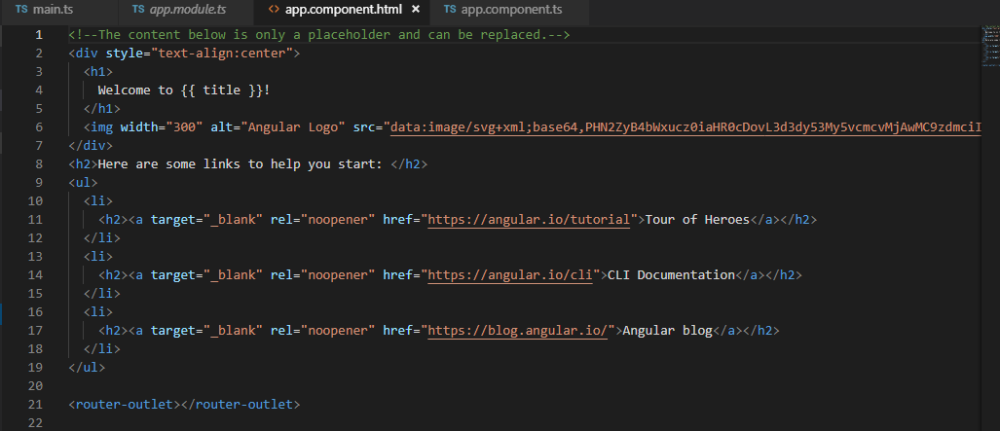 TS main.ts TS app.module.ts <> app.component.html × TS app.component.ts
1 <!--The content below is only a placeholder and can be replaced.-->
2 <div style="text-align:center">
3 <h1>
4 Welcome to {{ title }}!
5 </h1>
6 <img width="300" alt="Angular Logo" src="data:image/svg+xml;base64,PHN2ZyB4bWxucz0iaHR0cDovL3d3dy53My5vcmcvMjAwMC9zdmciI
7 </div>
8 <h2>Here are some links to help you start: </h2>
9 <ul>
10 <li>
11 <h2><a target="_blank" rel="noopener" href="https://angular.io/tutorial">Tour of Heroes</a></h2>
12 </li>
13 <li>
14 <h2><a target="_blank" rel="noopener" href="https://angular.io/cli">CLI Documentation</a></h2>
15 </li>
16 <li>
17 <h2><a target="_blank" rel="noopener" href="https://blog.angular.io/">Angular blog</a></h2>
18 </li>
19 </ul>
20
21 <router-outlet></router-outlet>
22